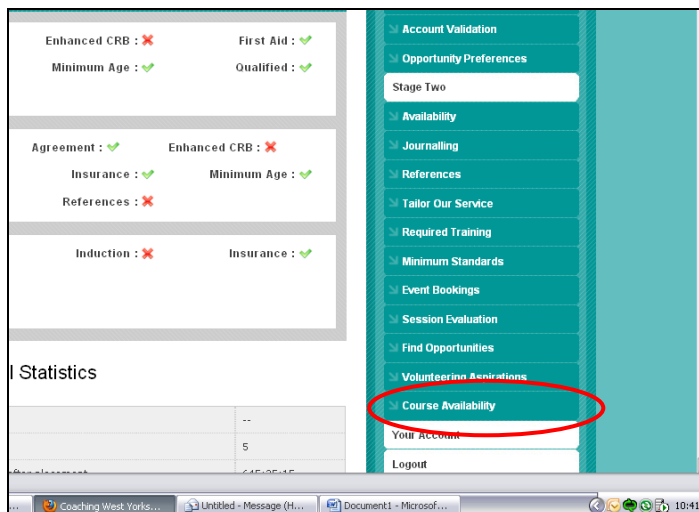 Enhanced CRB : First Aid :
Minimum Age : Qualified :
Agreement : Enhanced CRB :
Insurance : Minimum Age :
References :
Induction : Insurance :
l Statistics
--
5
Account Validation
Opportunity Preferences
Stage Two
Availability
Journalling
References
Tailor Our Service
Required Training
Minimum Standards
Event Bookings
Session Evaluation
Find Opportunities
Volunteering Aspirations
Course Availability
Your Account
Logout
... Coaching West Yorks... Untitled - Message (H... Document1 - Microsof... 10:41